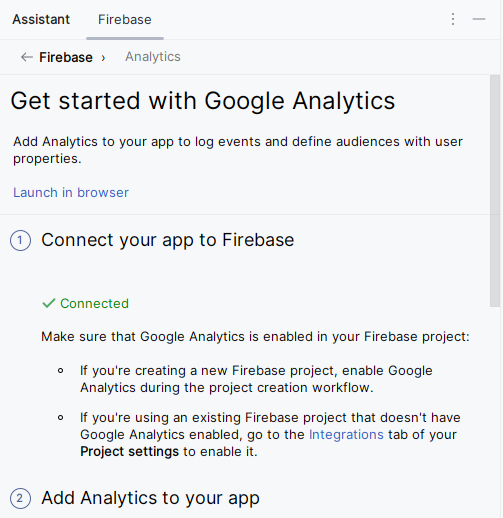 Assistant Firebase
← Firebase › Analytics
Get started with Google Analytics
Add Analytics to your app to log events and define audiences with user
properties.
Launch in browser
1 Connect your app to Firebase
✓ Connected
Make sure that Google Analytics is enabled in your Firebase project:
If you're creating a new Firebase project, enable Google
Analytics during the project creation workflow.
If you're using an existing Firebase project that doesn't have
Google Analytics enabled, go to the Integrations tab of your
Project settings to enable it.
2 Add Analytics to your app